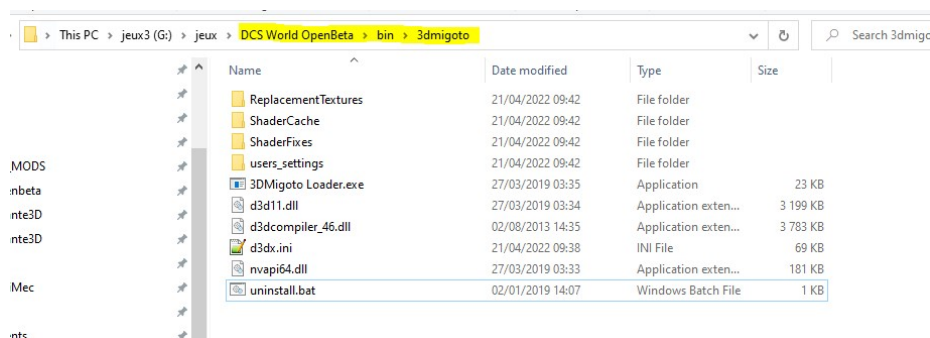 > This PC > jeux3 (G:) > jeux > DCS World OpenBeta > bin > 3dmigoto Search 3dmigo
Name Date modified Type Size
ReplacementTextures 21/04/2022 09:42 File folder
ShaderCache 21/04/2022 09:42 File folder
ShaderFixes 21/04/2022 09:42 File folder
_MODS users_settings 21/04/2022 09:42 File folder
enbeta 3DMigoto Loader.exe 27/03/2019 03:35 Application 23 KB
d3d11.dll 27/03/2019 03:34 Application exten... 3 199 KB
nte3D d3dcompiler_46.dll 02/08/2013 14:35 Application exten... 3 783 KB
nte3D d3dx.ini 21/04/2022 09:38 INI File 69 KB
nvapi64.dll 27/03/2019 03:33 Application exten... 181 KB
iMec uninstall.bat 02/01/2019 14:07 Windows Batch File 1 KB